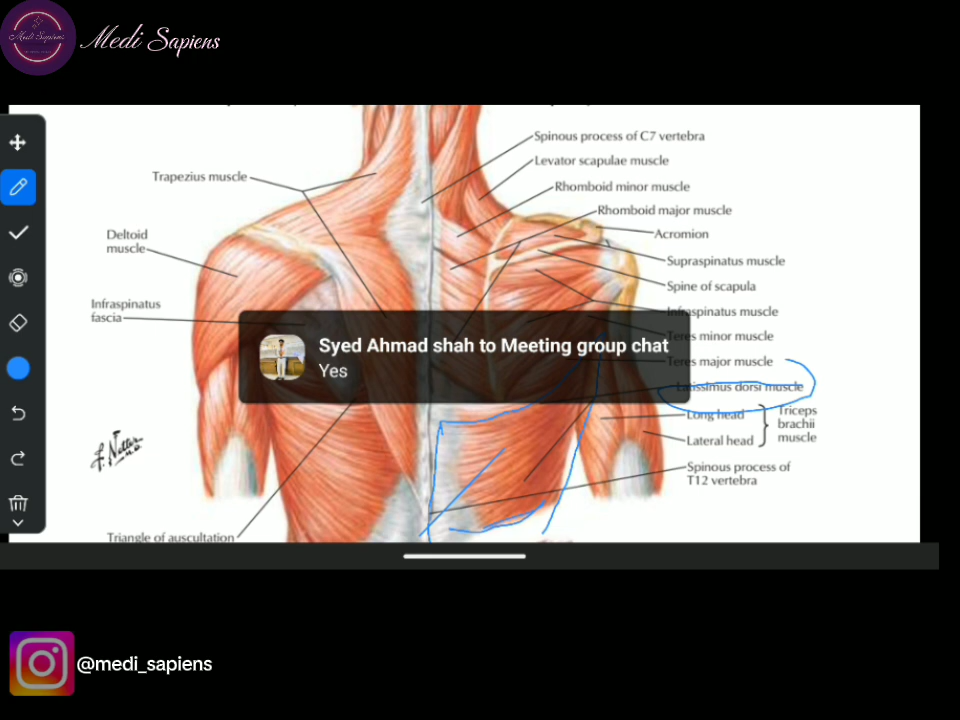 Medi Sapiens
Medi Sapiens
Spinous process of C7 vertebra
Levator scapulae muscle
Trapezius muscle
Rhomboid minor muscle
Rhomboid major muscle
Deltoid
muscle
Acromion
Supraspinatus muscle
Spine of scapula
Infraspinatus
fascia
Infraspinatus muscle
Teres minor muscle
Syed Ahmad shah to Meeting group chat
Yes
Teres major muscle
Latissimus dorsi muscle
Long head
Lateral head
Triceps
brachii
muscle
F. Netter
M.D.
Spinous process of
T12 vertebra
Triangle of auscultation
@medi_sapiens